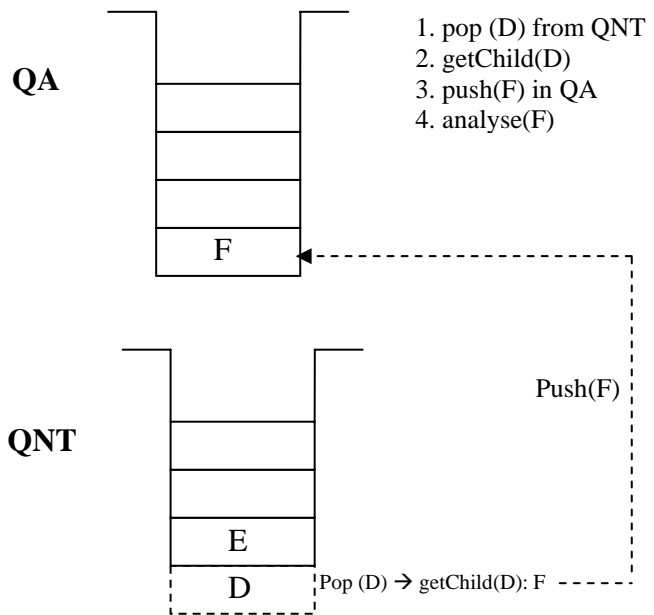 1. pop (D) from QNT
2. getChild(D)
3. push(F) in QA
4. analyse(F)
QA
F
Push(F)
QNT
E
D
Pop (D) → getChild(D): F